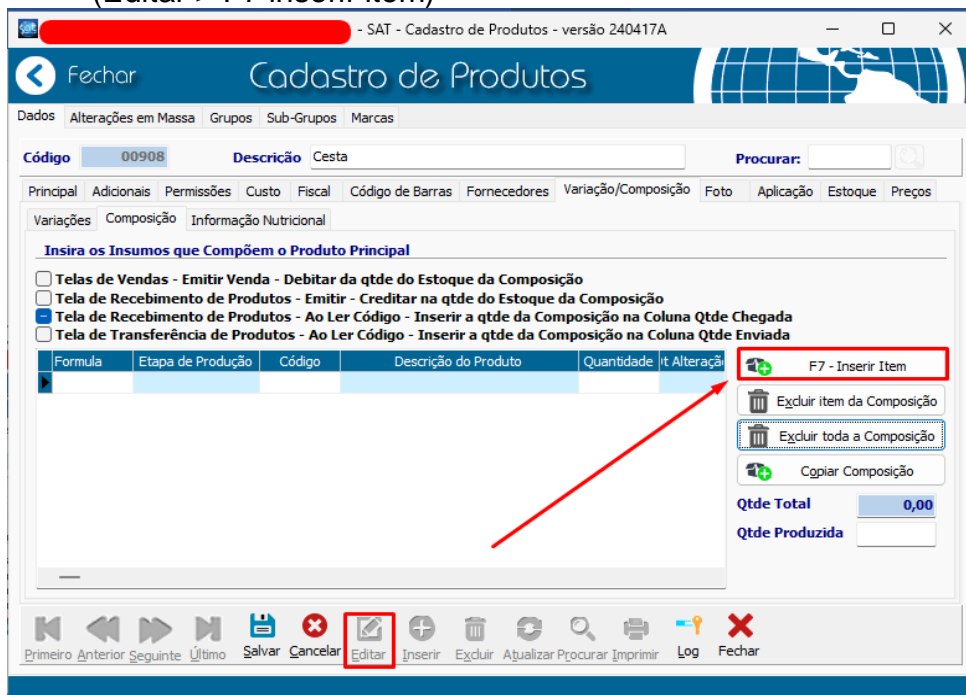 (Editar > F7 Inserir Item)
- SAT - Cadastro de Produtos - versão 240417A
Fechar Cadastro de Produtos
Dados Alterações em Massa Grupos Sub-Grupos Marcas
Código 00908 Descrição Cesta Procurar:
Principal Adicionais Permissões Custo Fiscal Código de Barras Fornecedores Variação/Composição Foto Aplicação Estoque Preços
Variações Composição Informação Nutricional
Insira os Insumos que Compõem o Produto Principal
Telas de Vendas - Emitir Venda - Debitar da qtde do Estoque da Composição
Tela de Recebimento de Produtos - Emitir - Creditar na qtde do Estoque da Composição
Tela de Recebimento de Produtos - Ao Ler Código - Inserir a qtde da Composição na Coluna Qtde Chegada
Tela de Transferência de Produtos - Ao Ler Código - Inserir a qtde da Composição na Coluna Qtde Enviada
Formula Etapa de Produção Código Descrição do Produto Quantidade
F7 - Inserir Item
Excluir item da Composição
Excluir toda a Composição
Copiar Composição
Qtde Total 0,00
Qtde Produzida
Primeiro Anterior Seguinte Último Salvar Cancelar Editar Inserir Excluir Atualizar Procurar Imprimir Log Fechar